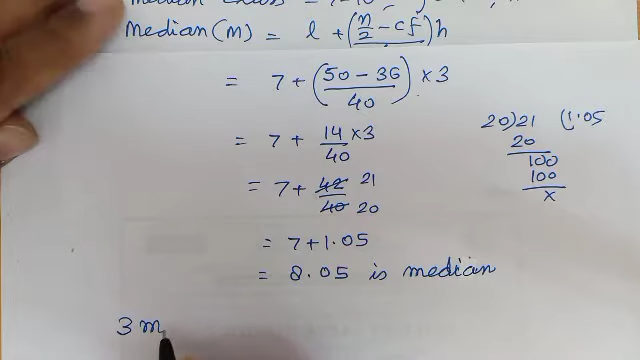 Median (M) = l + (n/2 - cf) h
= 7 + (50 - 36 / 40) × 3
= 7 + 14/40 × 3
= 7 + 42/40 21/20
= 7 + 1.05
= 8.05 is median
3 m
20)21 (1.05
20
100
100
x